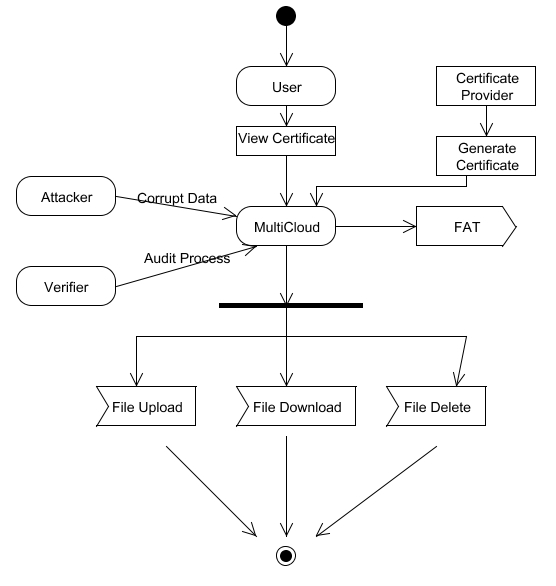 User
Certificate
Provider
View Certificate
Generate
Certificate
Attacker
Corrupt Data
MultiCloud
FAT
Audit Process
Verifier
File Upload
File Download
File Delete